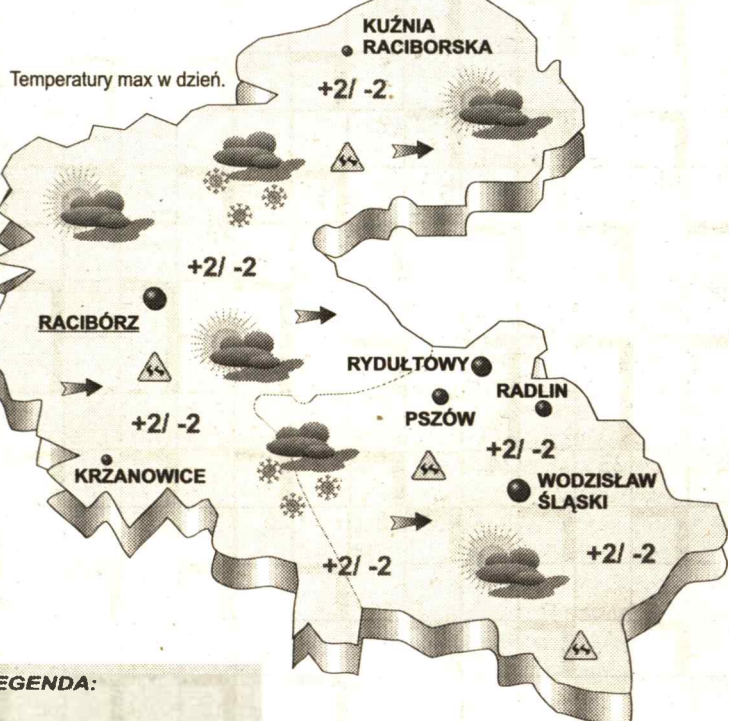 KUŹNIA
RACIBORSKA
Temperatury max w dzień.
+2/ -2
+2/ -2
RACIBÓRZ
RYDUŁTOWY
RADLIN
PSZÓW
+2/ -2
+2/ -2
KRZANOWICE
WODZISŁAW
ŚLĄSKI
+2/ -2
+2/ -2
EGENDA: